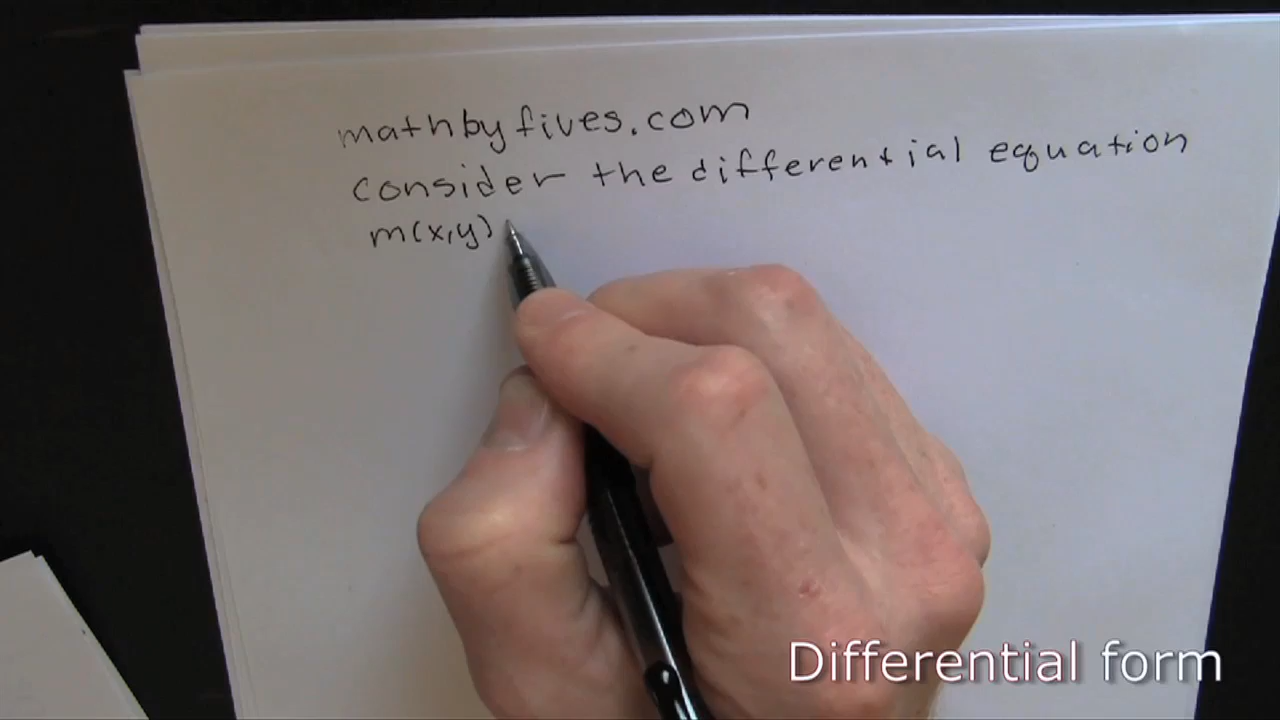 mathbyfives.com
consider the differential equation
m(x,y)
Differential form